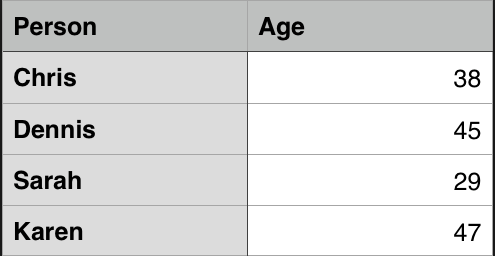 Person Age
Chris 38
Dennis 45
Sarah 29
Karen 47